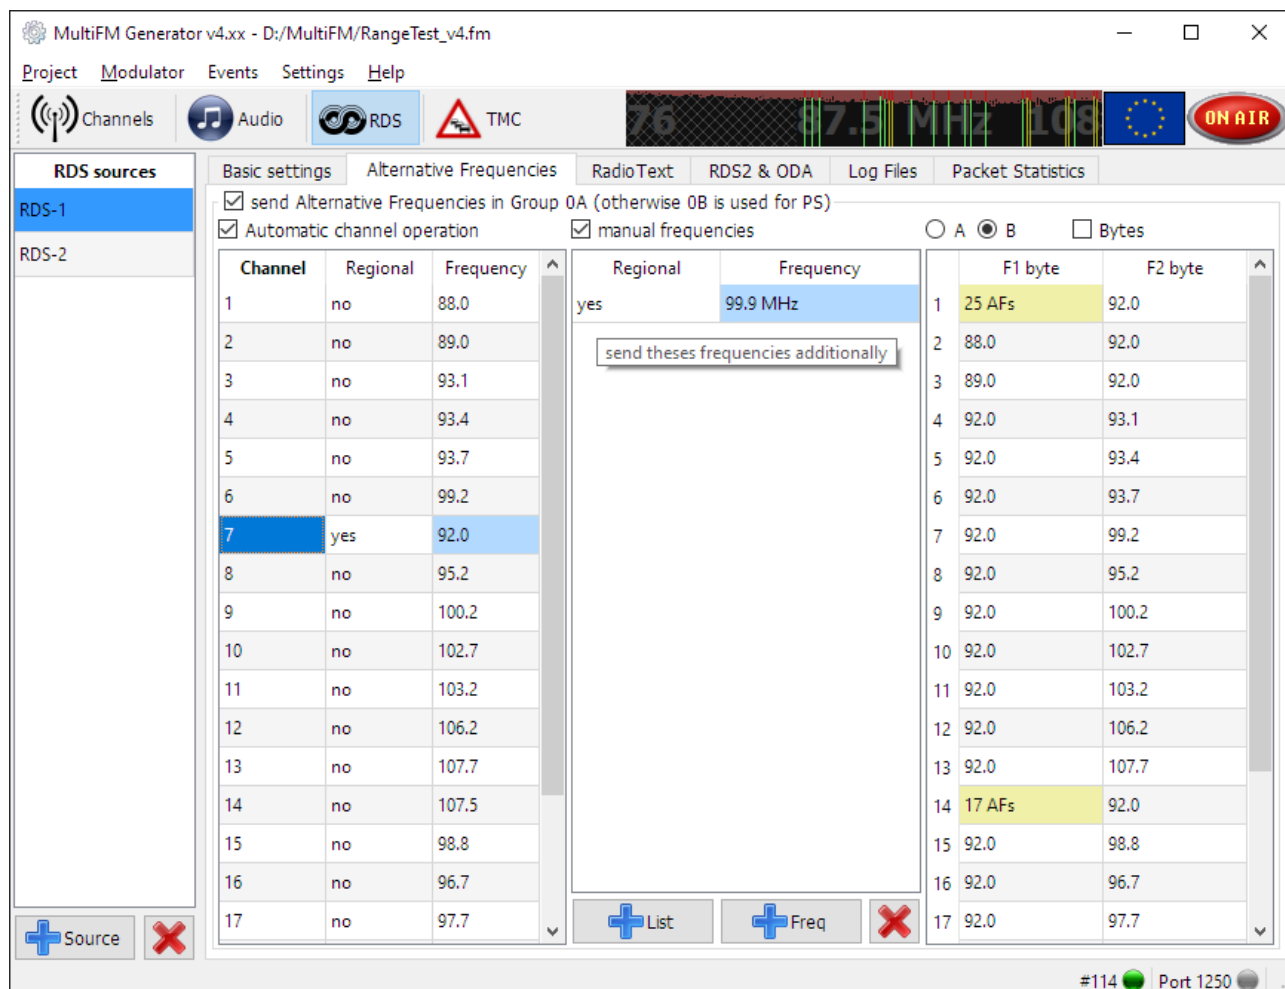 MultiFM Generator v4.xx - D:/MultiFM/RangeTest_v4.fm
Project Modulator Events Settings Help
Channels Audio RDS TMC 76 87.5 MHz 108 ON AIR
RDS sources Basic settings Alternative Frequencies RadioText RDS2 & ODA Log Files Packet Statistics
RDS-1 send Alternative Frequencies in Group 0A (otherwise 0B is used for PS)
Automatic channel operation manual frequencies A B Bytes
RDS-2 Channel Regional Frequency Regional Frequency F1 byte F2 byte
1 no 88.0 yes 99.9 MHz 1 25 AFs 92.0
2 no 89.0 send theses frequencies additionally 2 88.0 92.0
3 no 93.1 3 89.0 92.0
4 no 93.4 4 92.0 93.1
5 no 93.7 5 92.0 93.4
6 no 99.2 6 92.0 93.7
7 yes 92.0 7 92.0 99.2
8 no 95.2 8 92.0 95.2
9 no 100.2 9 92.0 100.2
10 no 102.7 10 92.0 102.7
11 no 103.2 11 92.0 103.2
12 no 106.2 12 92.0 106.2
13 no 107.7 13 92.0 107.7
14 no 107.5 14 17 AFs 92.0
15 no 98.8 15 92.0 98.8
16 no 96.7 16 92.0 96.7
17 no 97.7 List Freq 17 92.0 97.7
Source
#114 Port 1250